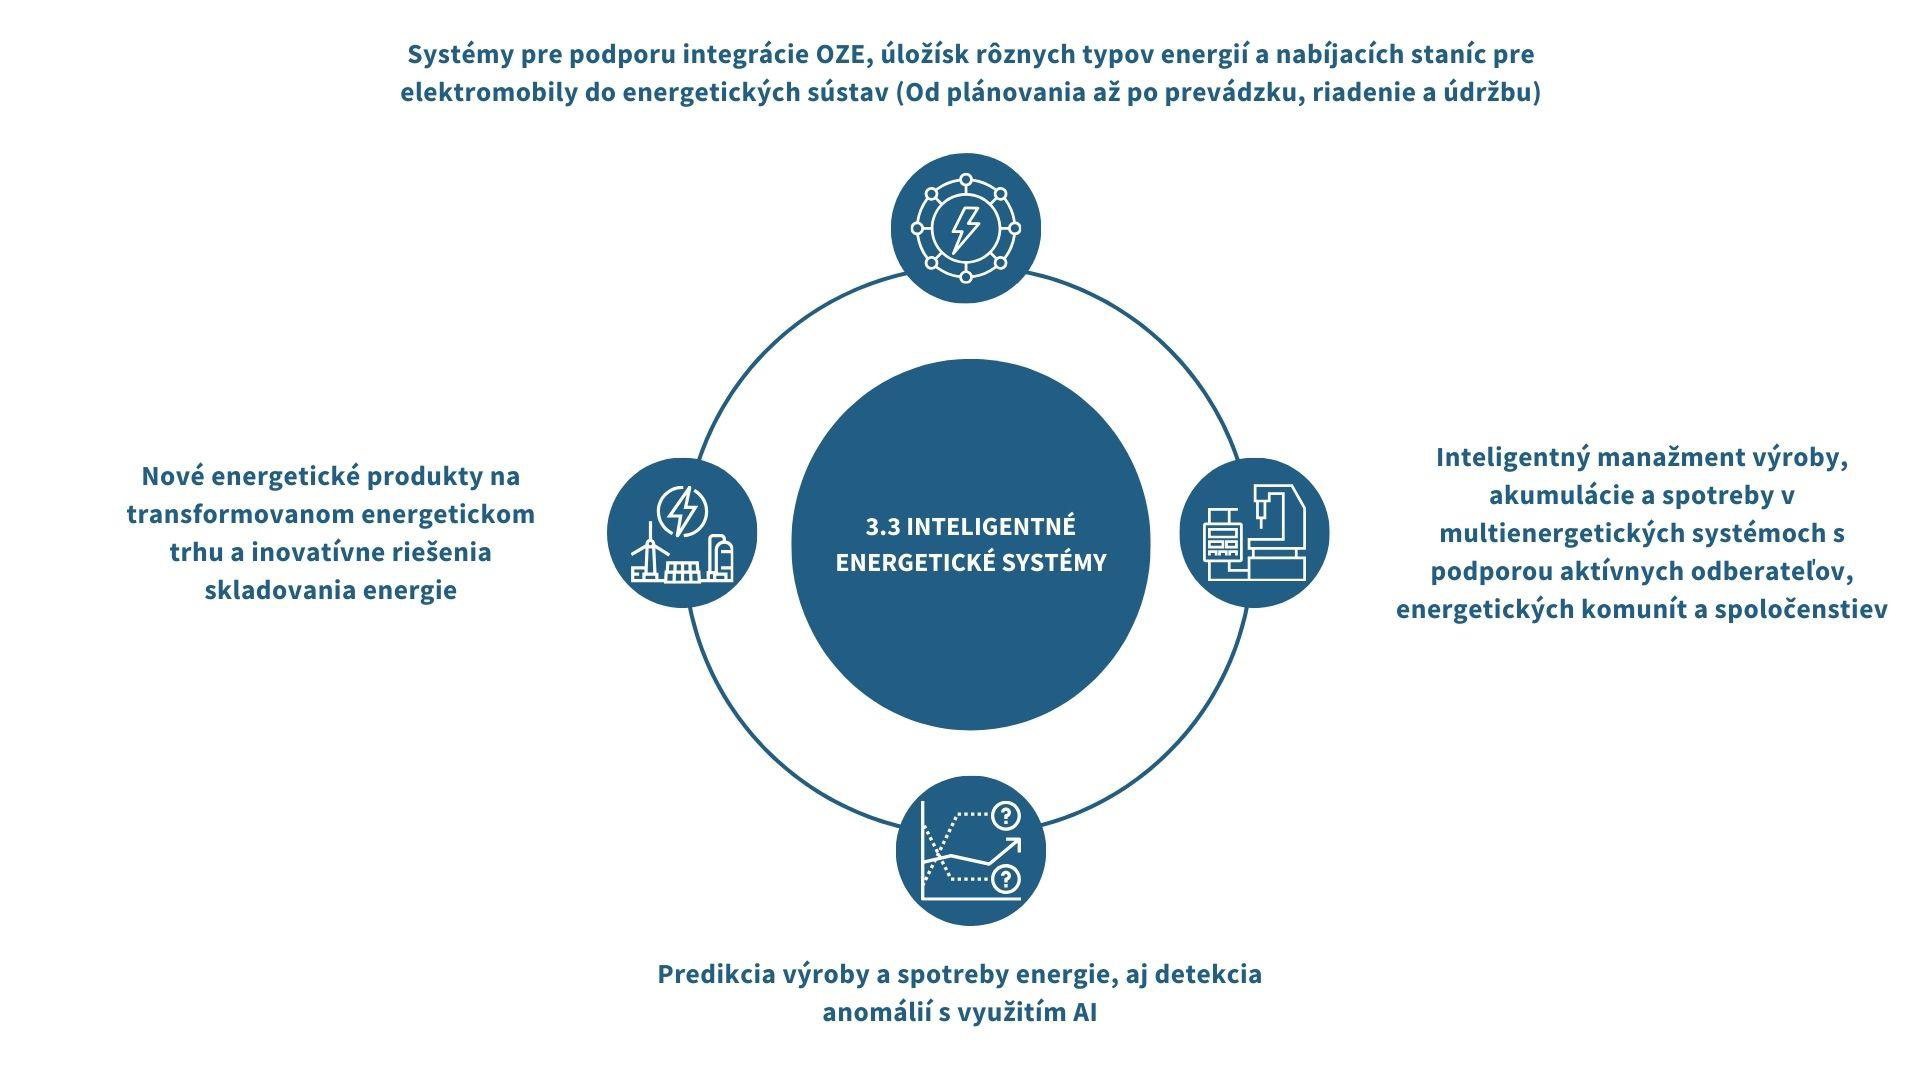 Systémy pre podporu integrácie OZE, úložísk rôznych typov energií a nabíjacích staníc pre
elektromobily do energetických sústav (Od plánovania až po prevádzku, riadenie a údržbu)
Nové energetické produkty na
transformovanom energetickom
trhu a inovatívne riešenia
skladovania energie
3.3 INTELIGENTNÉ
ENERGETICKÉ SYSTÉMY
Inteligentný manažment výroby,
akumulácie a spotreby v
multienergetických systémoch s
podporou aktívnych odberateľov,
energetických komunít a spoločenstiev
?
?
Predikcia výroby a spotreby energie, aj detekcia
anomálií s využitím AI